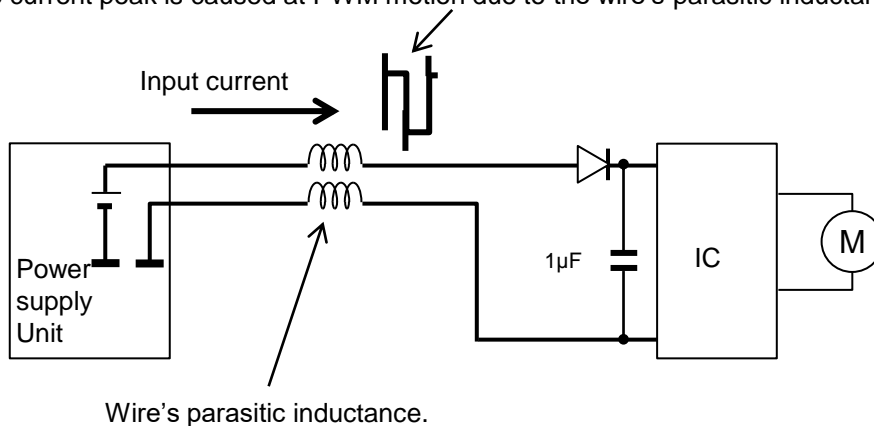 current peak is caused at PWM motion due to the wire's parasitic inductan
Input current
Power
supply
Unit
1µF
IC
M
Wire's parasitic inductance.